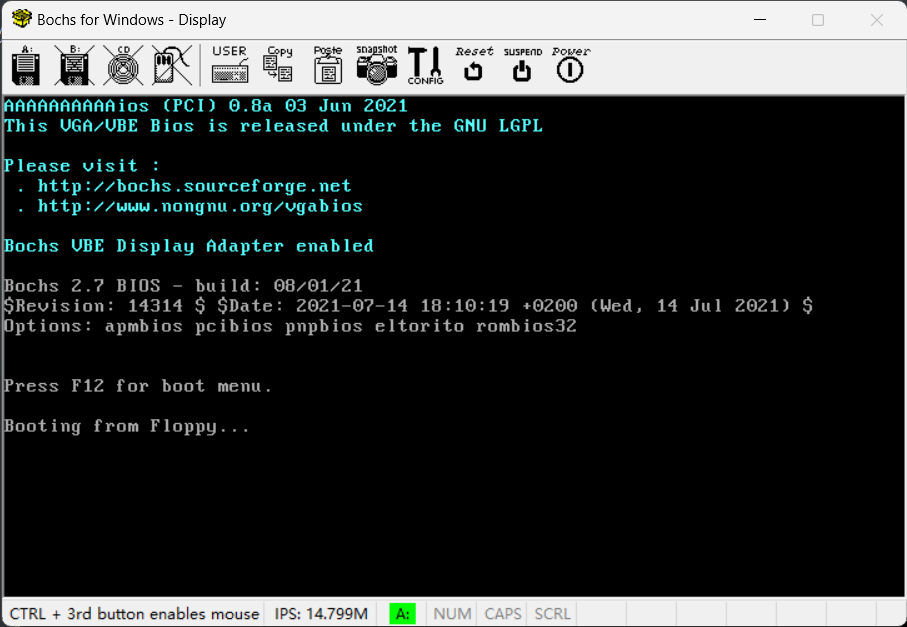 Bochs for Windows - Display
A: B: CD USER Copy Paste snapshot CONFIG Reset SUSPEND Power
AAAAAAAAAAios (PCI) 0.8a 03 Jun 2021
This VGA/VBE Bios is released under the GNU LGPL
Please visit :
. http://bochs.sourceforge.net
. http://www.nongnu.org/vgabios
Bochs VBE Display Adapter enabled
Bochs 2.7 BIOS - build: 08/01/21
$Revision: 14314 $ $Date: 2021-07-14 18:10:19 +0200 (Wed, 14 Jul 2021) $
Options: apmbios pcibios pnpbios eltorito rombios32
Press F12 for boot menu.
Booting from Floppy...
CTRL + 3rd button enables mouse IPS: 14.799M A: NUM CAPS SCRL